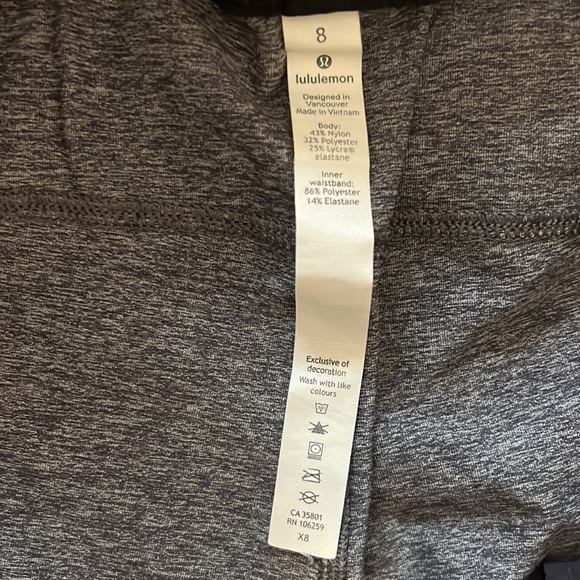 8
lululemon
Designed in
Vancouver
Made in Vietnam
Body:
43% Nylon
32% Polyester
25% Lycra®
elastane
Inner
waistband:
86% Polyester
14% Elastane
Exclusive of
decoration
Wash with like
colours
CA 35801
RN 106259
X8